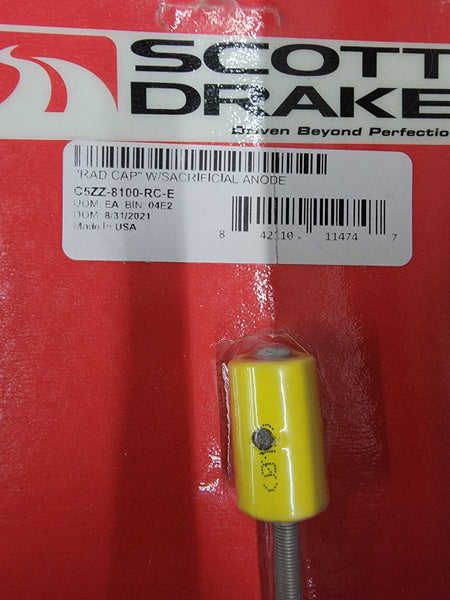 SCOTT
DRAKE
Driven Beyond Perfection
"RAD CAP" W/SACRIFICIAL ANODE
C5ZZ-8100-RC-E
UOM: EA BIN: 04E2
DOM: 8/31/2021
Made In USA
8 42110 11474 7